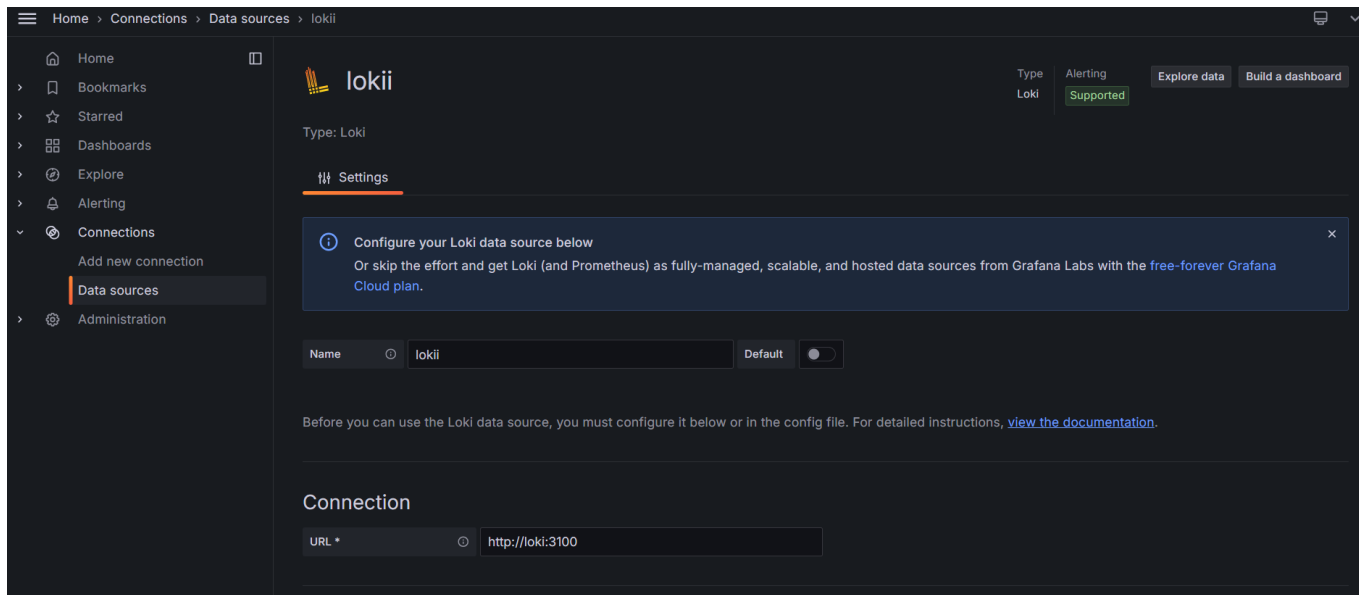 Home › Connections › Data sources › lokii
Home
Bookmarks
Starred
Dashboards
Explore
Alerting
Connections
Add new connection
Data sources
Administration
lokii
Type
Loki
Alerting
Supported
Explore data
Build a dashboard
Type: Loki
Settings
Configure your Loki data source below
Or skip the effort and get Loki (and Prometheus) as fully-managed, scalable, and hosted data sources from Grafana Labs with the free-forever Grafana
Cloud plan.
Name lokii Default
Before you can use the Loki data source, you must configure it below or in the config file. For detailed instructions, view the documentation.
Connection
URL * http://loki:3100